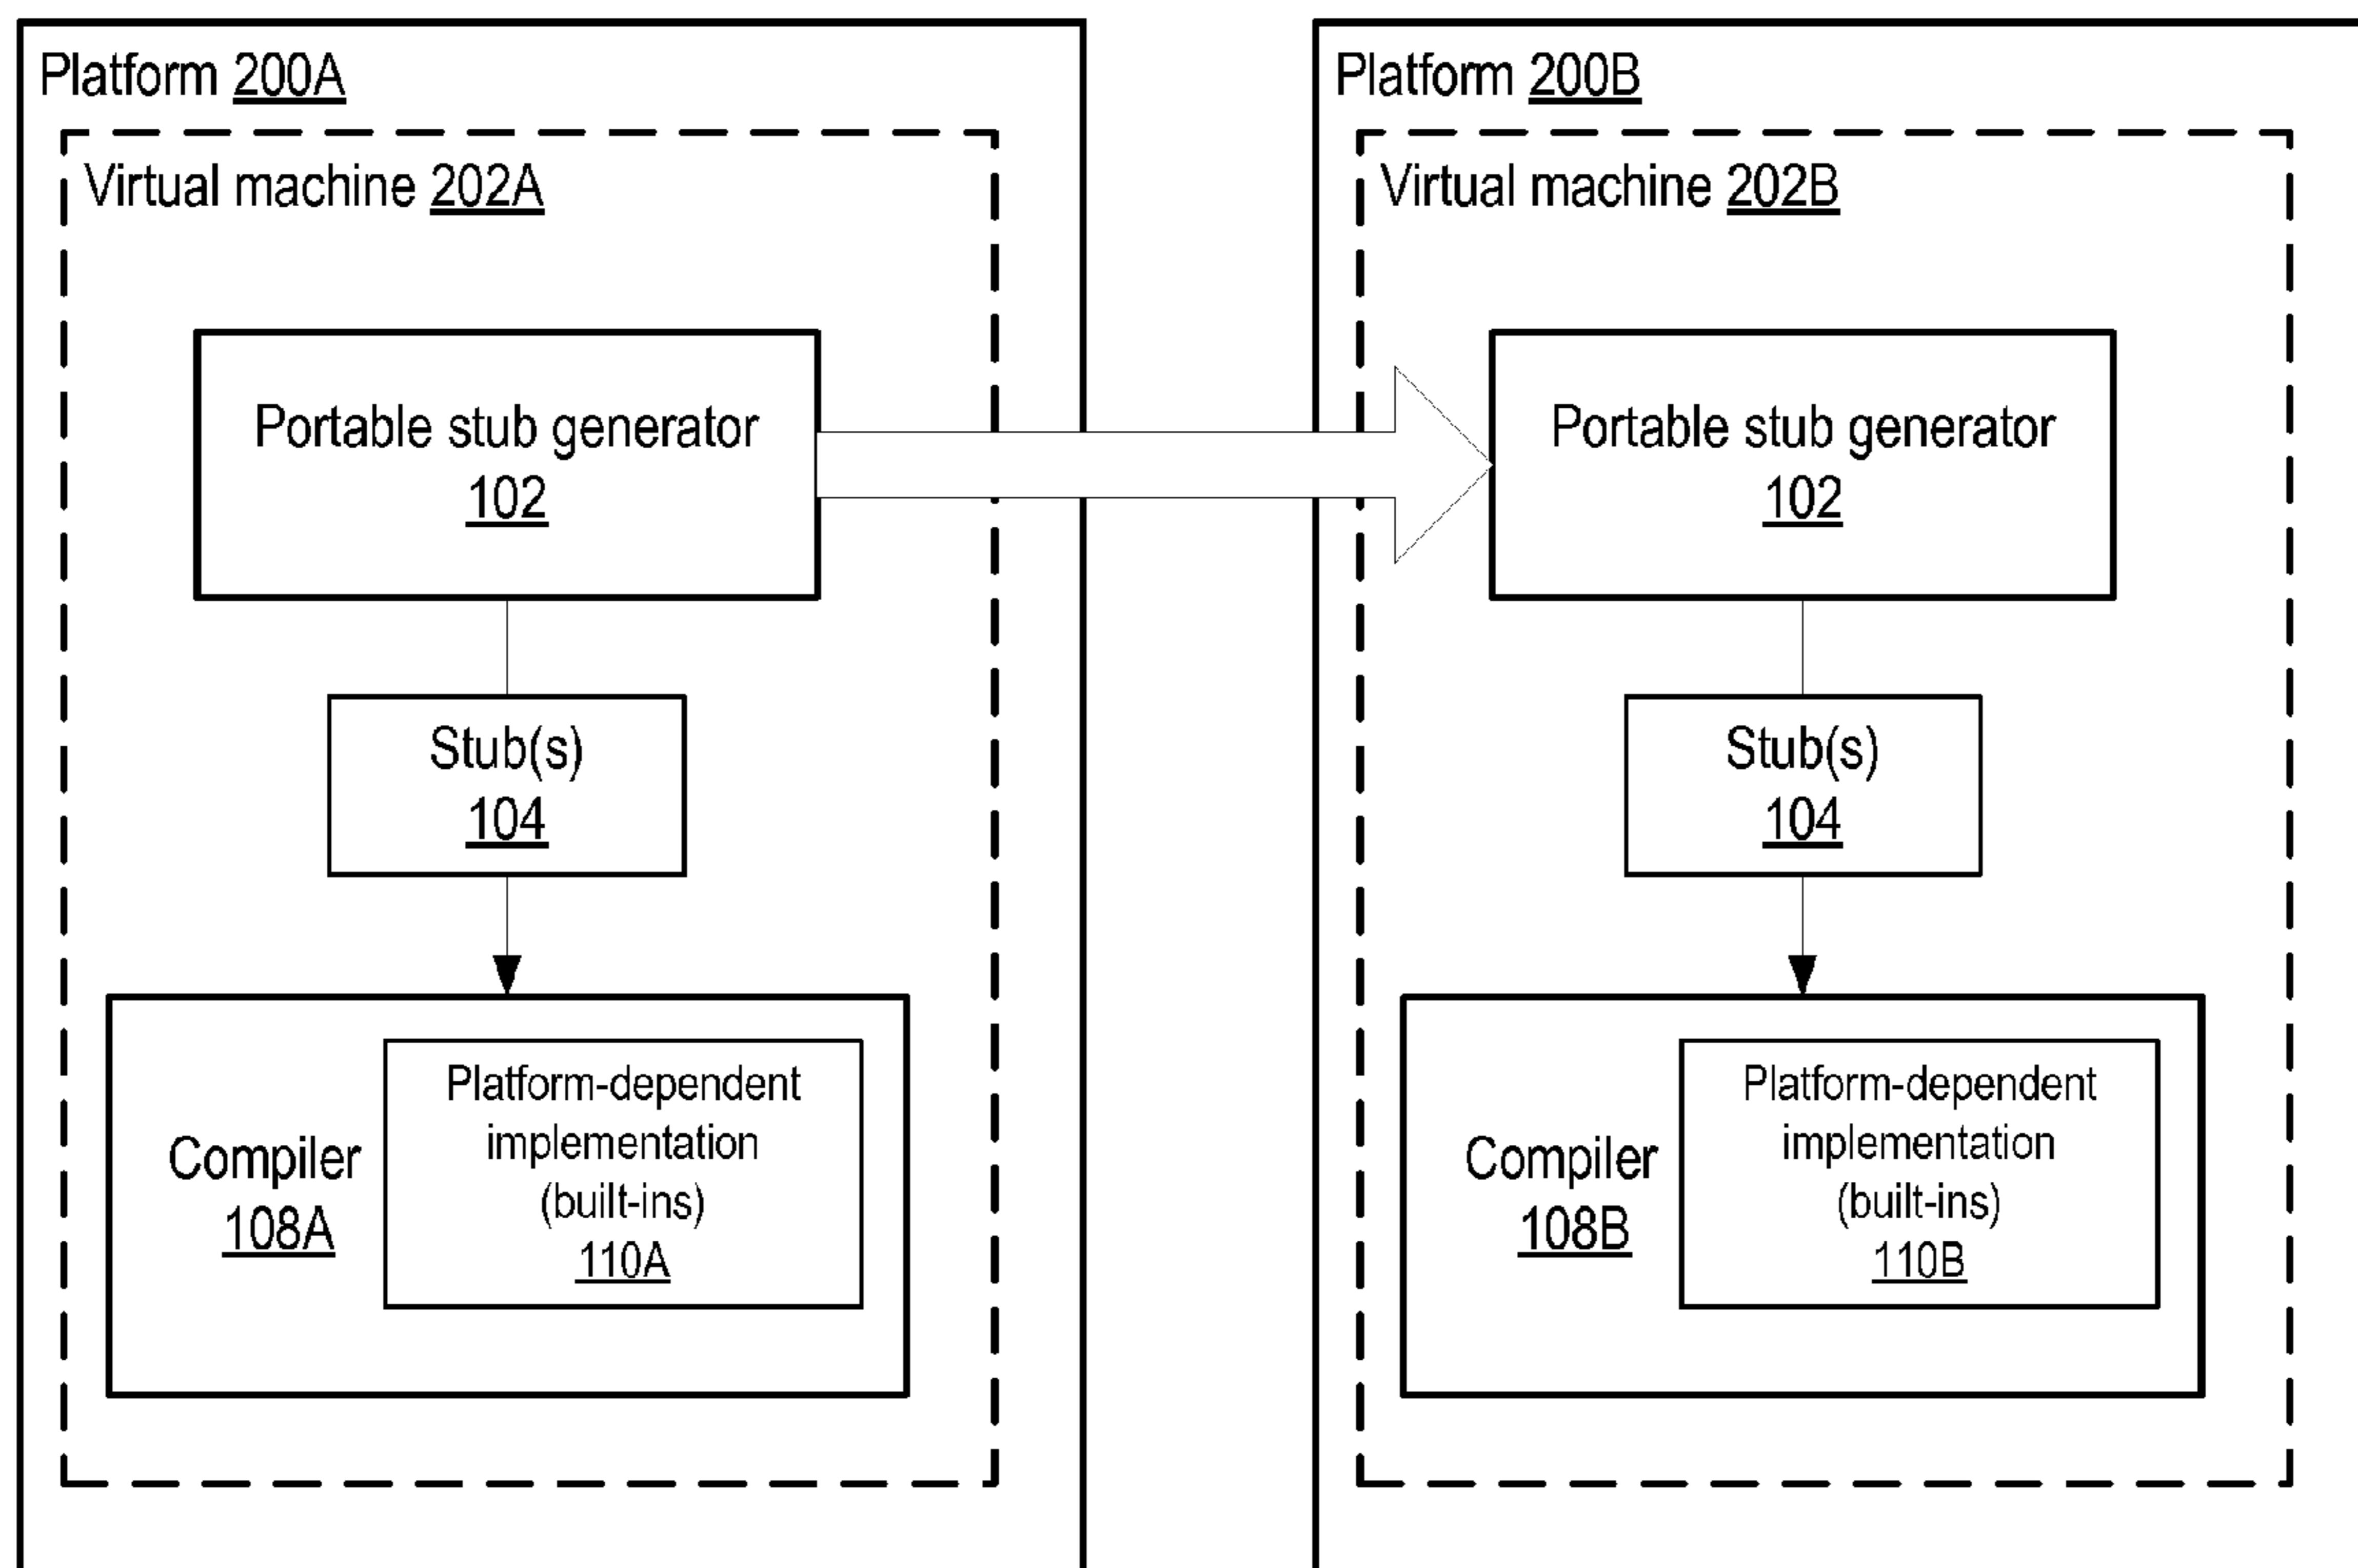 Platform 200A
Virtual machine 202A
Portable stub generator
102
Stub(s)
104
Compiler
108A
Platform-dependent
implementation
(built-ins)
110A
Platform 200B
Virtual machine 202B
Portable stub generator
102
Stub(s)
104
Compiler
108B
Platform-dependent
implementation
(built-ins)
110B